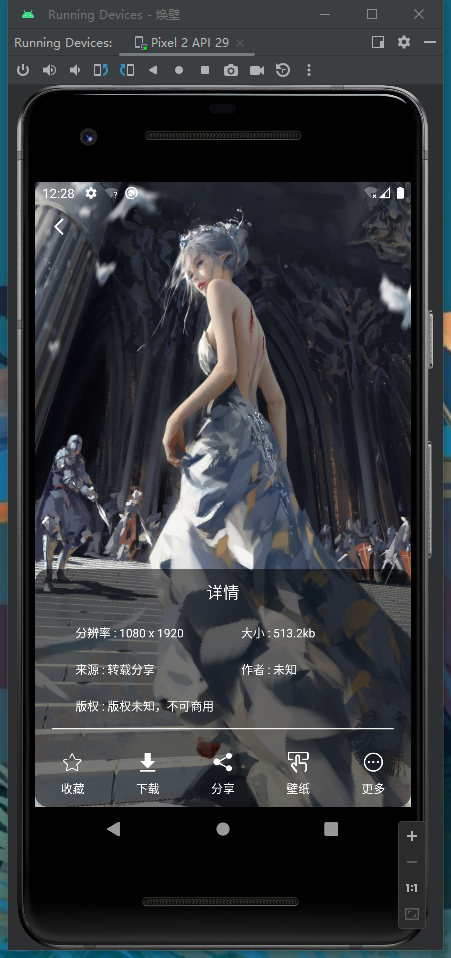 Running Devices - 焕壁
Running Devices: Pixel 2 API 29
12:28
详情
分辨率 : 1080 x 1920 大小 : 513.2kb
来源 : 转载分享 作者 : 未知
版权 : 版权未知，不可商用
收藏 下载 分享 壁纸 更多
1:1